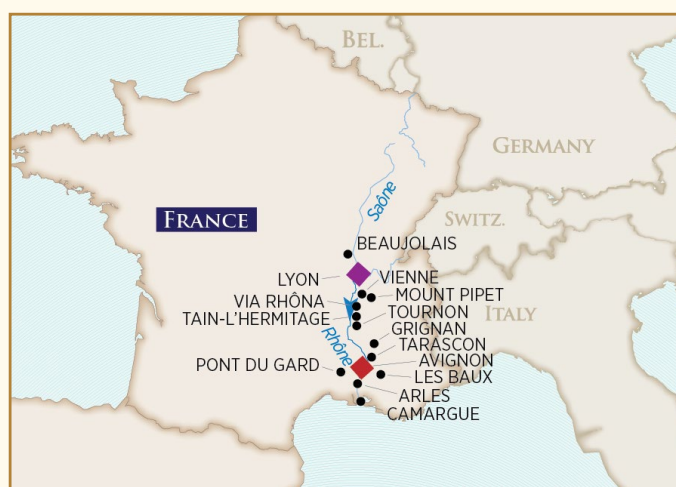 BEL.
GERMANY
Saône
SWITZ.
FRANCE
BEAUJOLAIS
LYON
VIENNE
MOUNT PIPET
VIA RHÔNA
TOURNON
ITALY
TAIN-L'HERMITAGE
GRIGNAN
Rhône
TARASCON
AVIGNON
PONT DU GARD
LES BAUX
ARLES
CAMARGUE